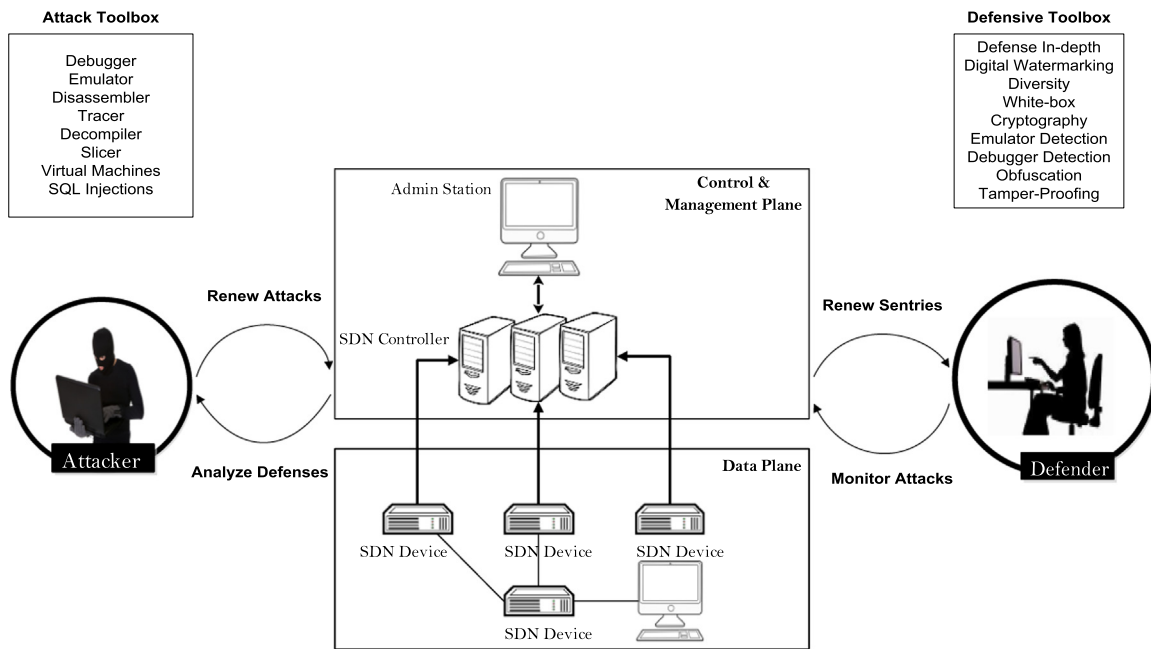 Attack Toolbox
Debugger
Emulator
Disassembler
Tracer
Decompiler
Slicer
Virtual Machines
SQL Injections
Defensive Toolbox
Defense In-depth
Digital Watermarking
Diversity
White-box
Cryptography
Emulator Detection
Debugger Detection
Obfuscation
Tamper-Proofing
Admin Station
Control &
Management Plane
Renew Attacks
SDN Controller
Renew Sentries
Attacker
Analyze Defenses
Data Plane
Monitor Attacks
Defender
SDN Device
SDN Device
SDN Device
SDN Device